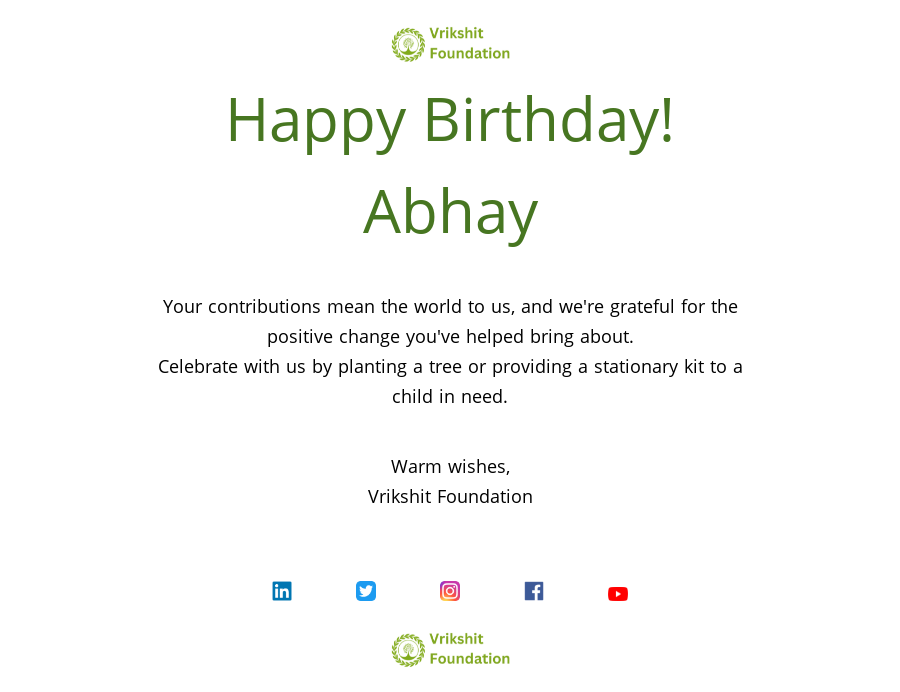 Vrikshit
Foundation
Happy Birthday!
Abhay
Your contributions mean the world to us, and we're grateful for the
positive change you've helped bring about.
Celebrate with us by planting a tree or providing a stationary kit to a
child in need.
Warm wishes,
Vrikshit Foundation
in
Vrikshit
Foundation